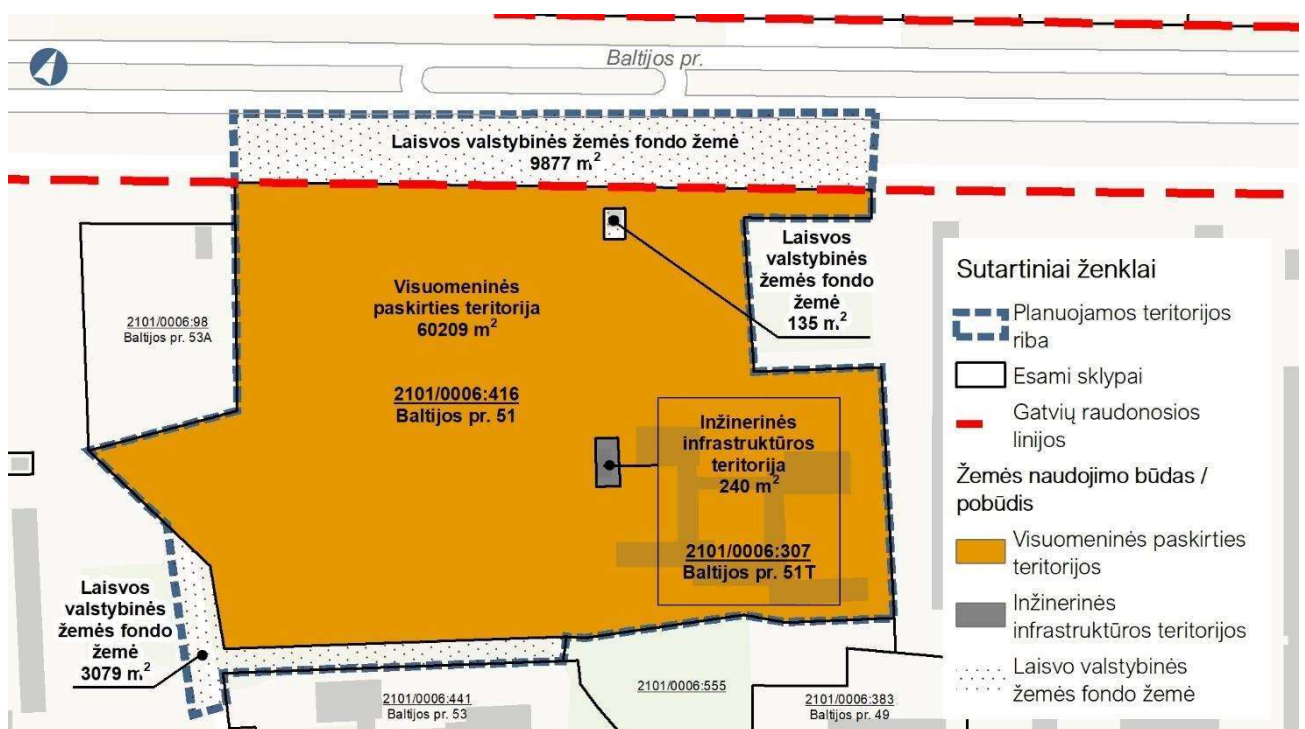 Baltijos pr.
Laisvos valstybinės žemės fondo žemė
9877 m²
Laisvos
valstybinės
žemės fondo
žemė
135 m²
Visuomeninės
paskirties teritorija
60209 m²
2101/0006:98
Baltijos pr. 53A
2101/0006:416
Baltijos pr. 51
Inžinerinės
infrastruktūros
teritorija
240 m²
2101/0006:307
Baltijos pr. 51T
Laisvos
valstybinės
žemės fondo
žemė
3079 m²
2101/0006:441
Baltijos pr. 53
2101/0006:555
2101/0006:383
Baltijos pr. 49
Sutartiniai ženklai
Planuojamos teritorijos
riba
Esami sklypai
Gatvių raudonosios
linijos
Žemės naudojimo būdas /
pobūdis
Visuomeninės paskirties
teritorijos
Inžinerinės
infrastruktūros teritorijos
Laisvo valstybinės
žemės fondo žemė